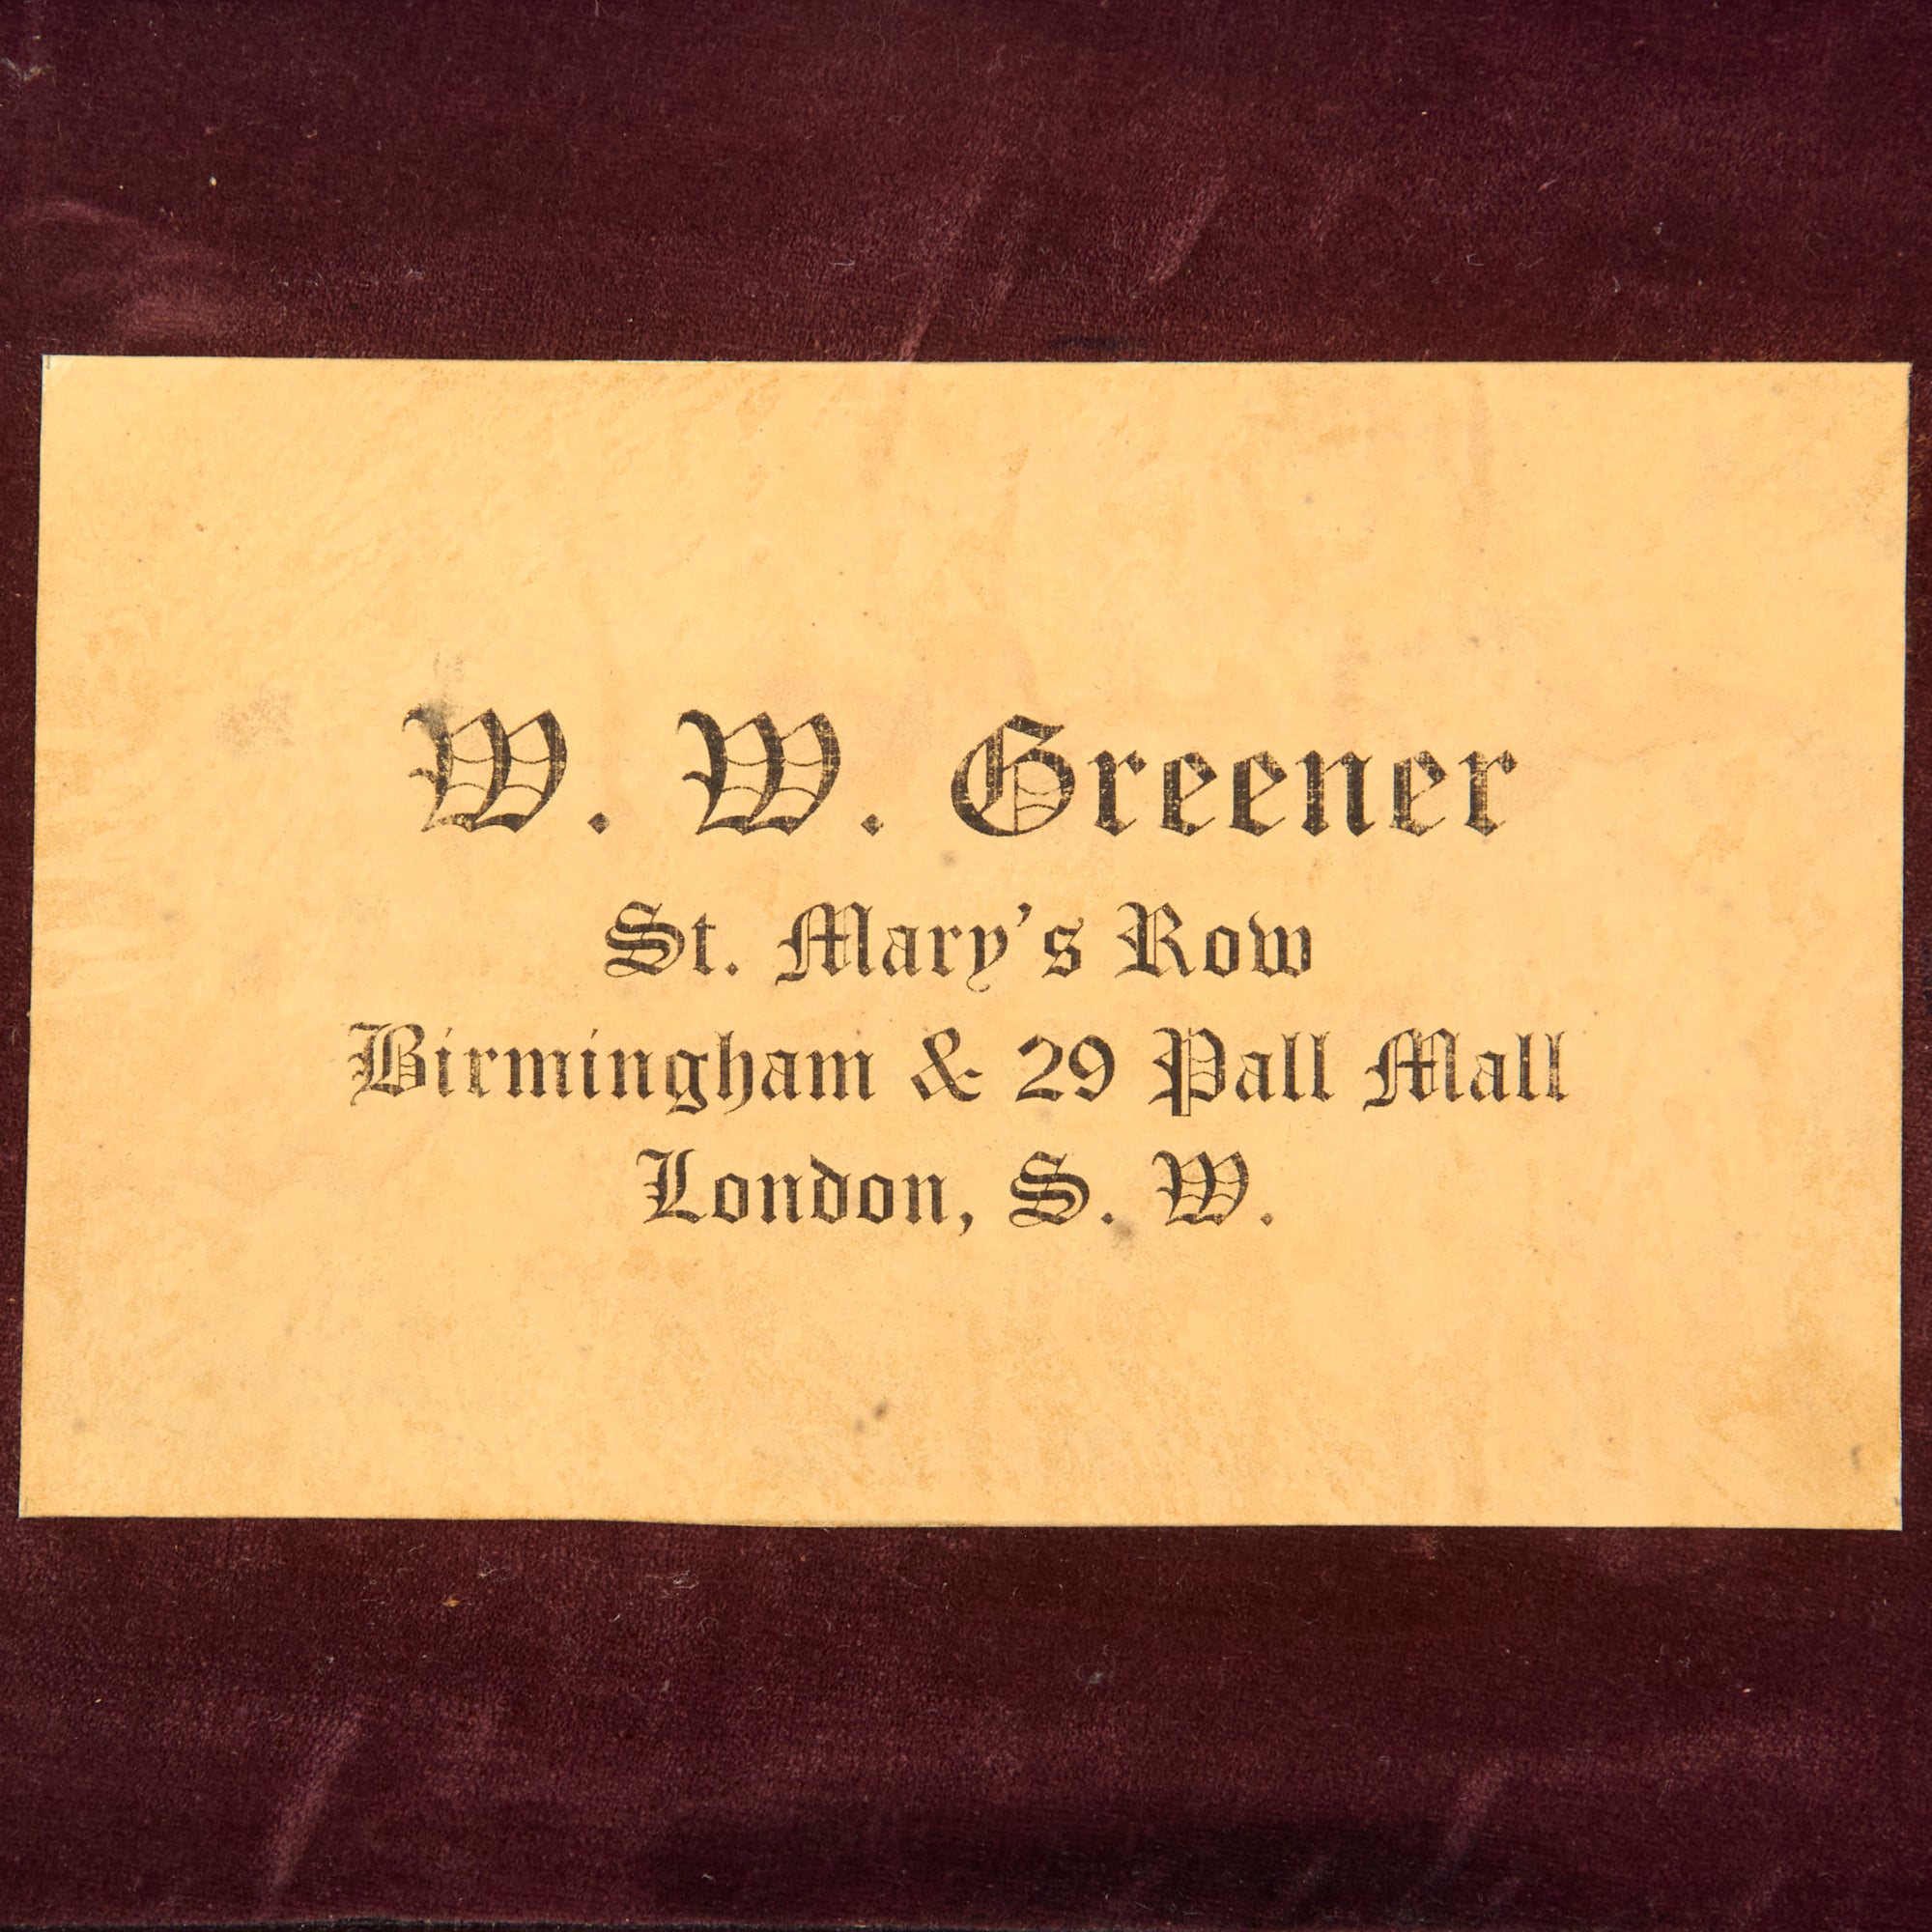 W. W. Greener
St. Mary's Row
Birmingham & 29 Pall Mall
London, S. W.